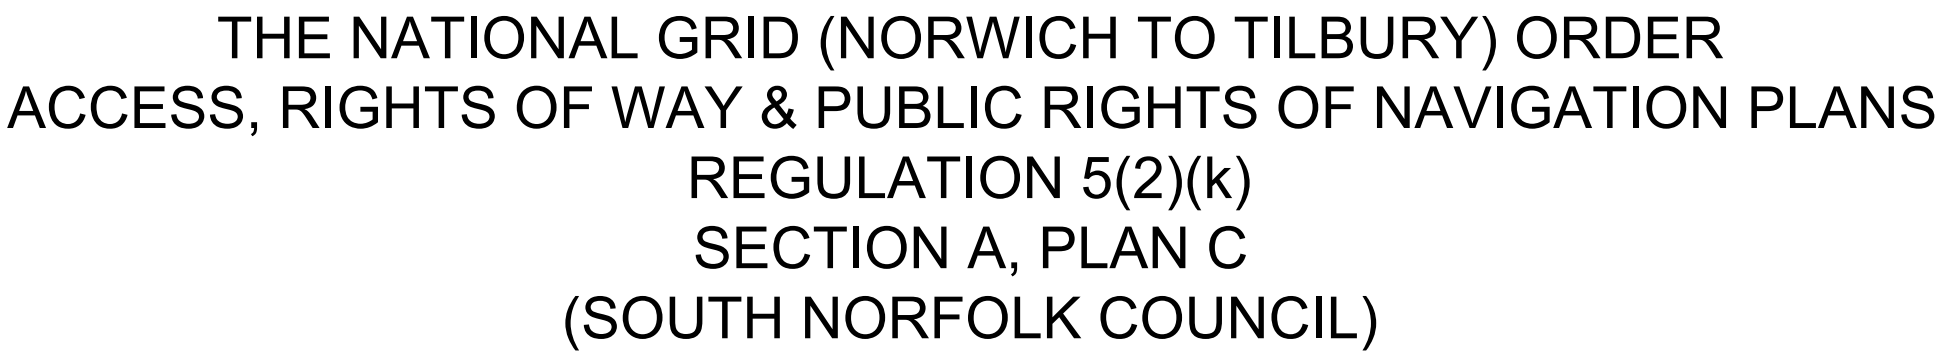 THE NATIONAL GRID (NORWICH TO TILBURY) ORDER
ACCESS, RIGHTS OF WAY & PUBLIC RIGHTS OF NAVIGATION PLANS
REGULATION 5(2)(k)
SECTION A, PLAN C
(SOUTH NORFOLK COUNCIL)